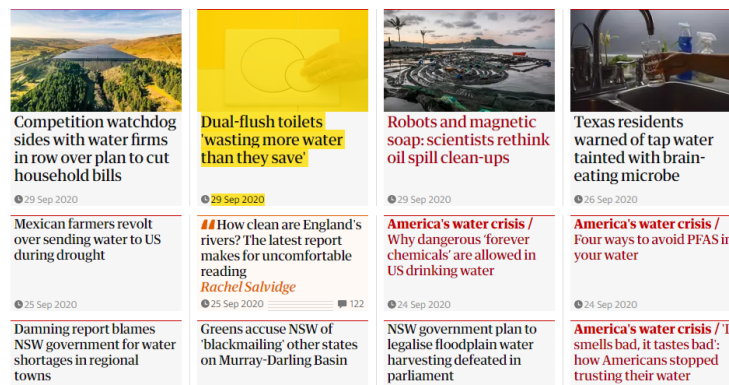 Competition watchdog
sides with water firms
in row over plan to cut
household bills
29 Sep 2020
Dual-flush toilets
'wasting more water
than they save'
29 Sep 2020
Robots and magnetic
soap: scientists rethink
oil spill clean-ups
29 Sep 2020
Texas residents
warned of tap water
tainted with brain-
eating microbe
26 Sep 2020
Mexican farmers revolt
over sending water to US
during drought
25 Sep 2020
How clean are England's
rivers? The latest report
makes for uncomfortable
reading
Rachel Salvidge
25 Sep 2020 122
America's water crisis /
Why dangerous 'forever
chemicals' are allowed in
US drinking water
24 Sep 2020
America's water crisis /
Four ways to avoid PFAS in
your water
24 Sep 2020
Damning report blames
NSW government for water
shortages in regional
towns
Greens accuse NSW of
'blackmailing' other states
on Murray-Darling Basin
NSW government plan to
legalise floodplain water
harvesting defeated in
parliament
America's water crisis / 'I
smells bad, it tastes bad':
how Americans stopped
trusting their water